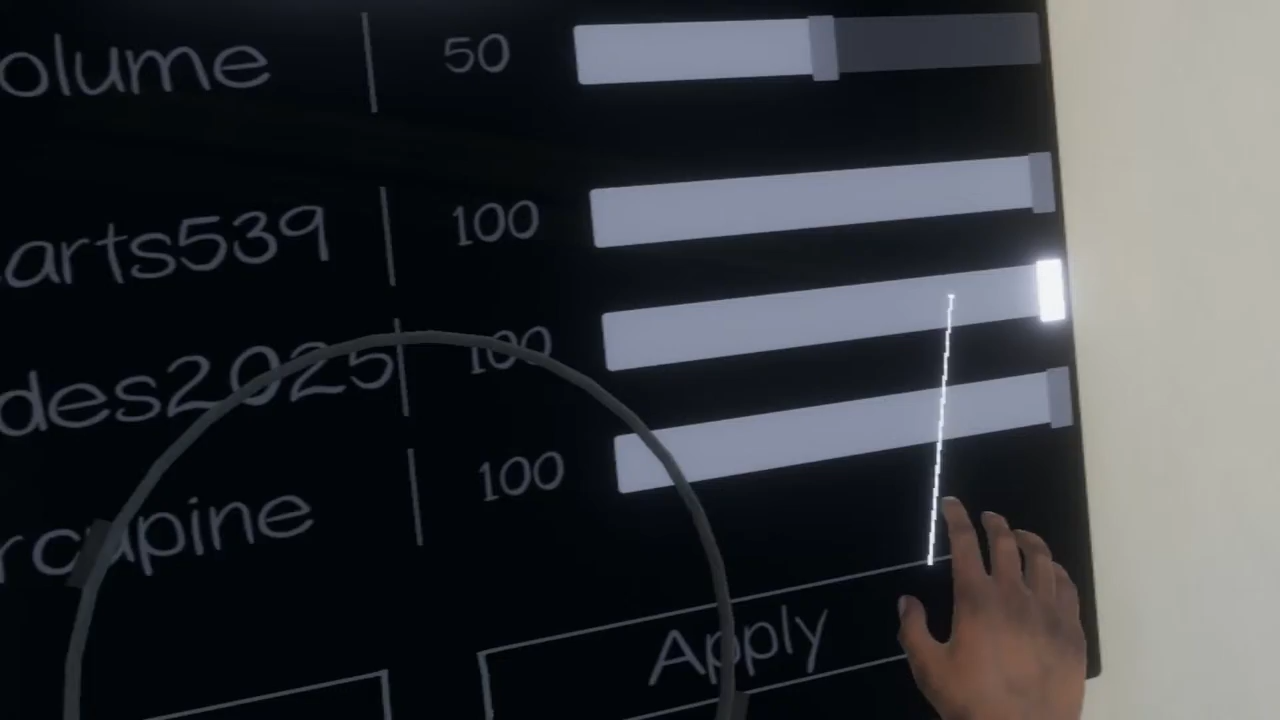 olume | 50
arts539 | 100
des2025 | 100
rcupine | 100
Apply